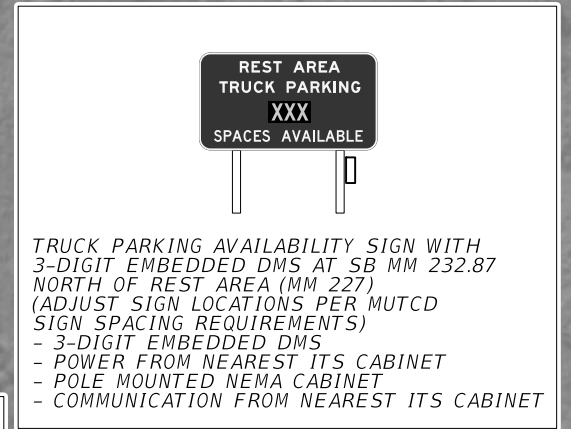 REST AREA
TRUCK PARKING
XXX
SPACES AVAILABLE
TRUCK PARKING AVAILABILITY SIGN WITH
3-DIGIT EMBEDDED DMS AT SB MM 232.87
NORTH OF REST AREA (MM 227)
(ADJUST SIGN LOCATIONS PER MUTCD
SIGN SPACING REQUIREMENTS)
- 3-DIGIT EMBEDDED DMS
- POWER FROM NEAREST ITS CABINET
- POLE MOUNTED NEMA CABINET
- COMMUNICATION FROM NEAREST ITS CABINET